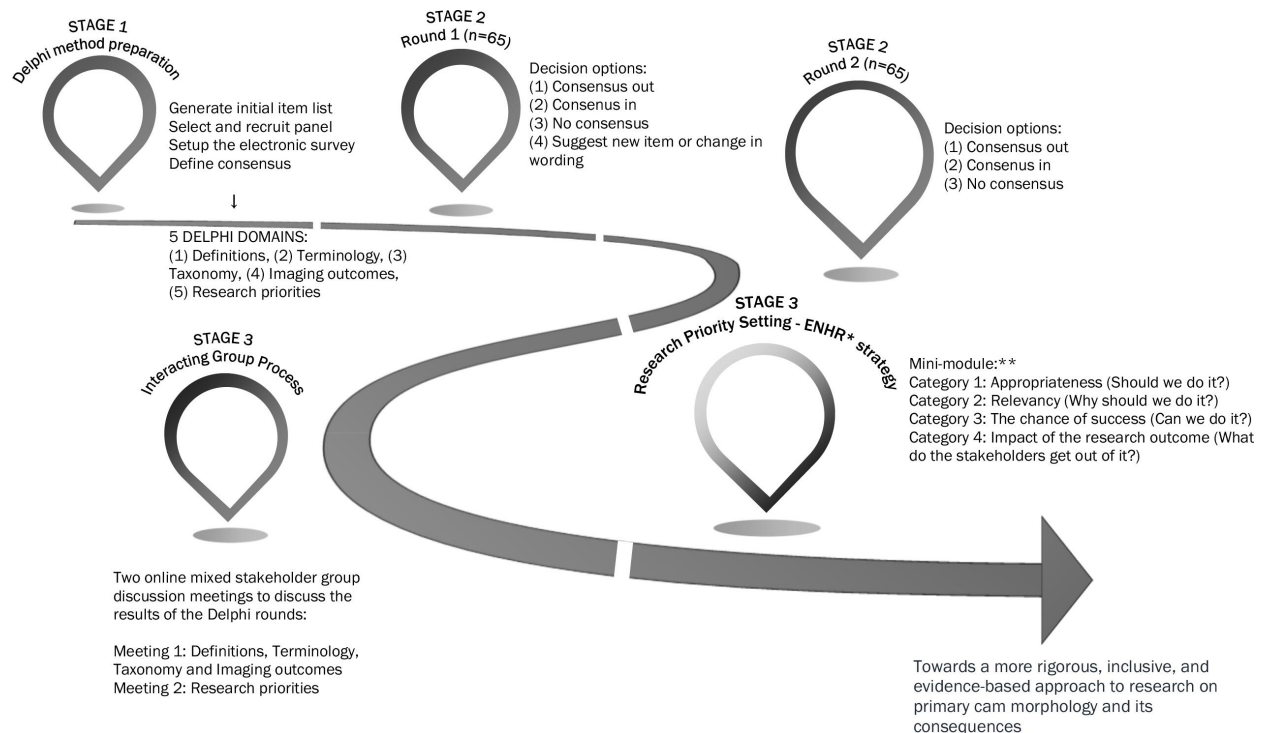 STAGE 1
Delphi method preparation
Generate initial item list
Select and recruit panel
Setup the electronic survey
Define consensus
↓
5 DELPHI DOMAINS:
(1) Definitions, (2) Terminology, (3)
Taxonomy, (4) Imaging outcomes,
(5) Research priorities
STAGE 2
Round 1 (n=65)
Decision options:
(1) Consensus out
(2) Consenus in
(3) No consensus
(4) Suggest new item or change in
wording
STAGE 2
Round 2 (n=65)
Decision options:
(1) Consensus out
(2) Consenus in
(3) No consensus
STAGE 3
Interacting Group Process
Two online mixed stakeholder group
discussion meetings to discuss the
results of the Delphi rounds:
Meeting 1: Definitions, Terminology,
Taxonomy and Imaging outcomes
Meeting 2: Research priorities
STAGE 3
Research Priority Setting - ENHR* strategy
Mini-module:**
Category 1: Appropriateness (Should we do it?)
Category 2: Relevancy (Why should we do it?)
Category 3: The chance of success (Can we do it?)
Category 4: Impact of the research outcome (What
do the stakeholders get out of it?)
Towards a more rigorous, inclusive, and
evidence-based approach to research on
primary cam morphology and its
consequences